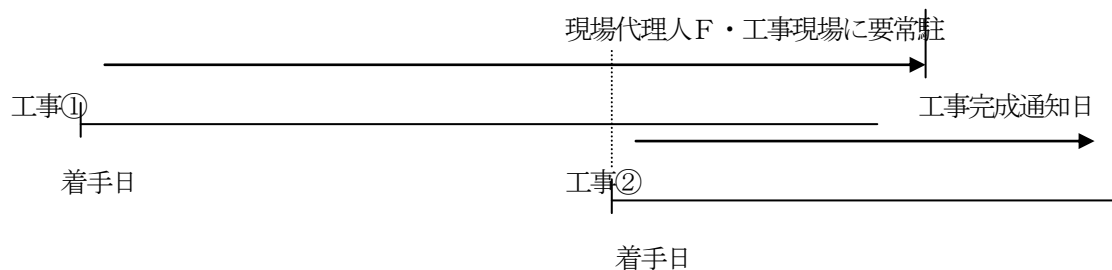 現場代理人Ｆ・工事現場に要常駐
工事①
工事完成通知日
着手日
工事②
着手日